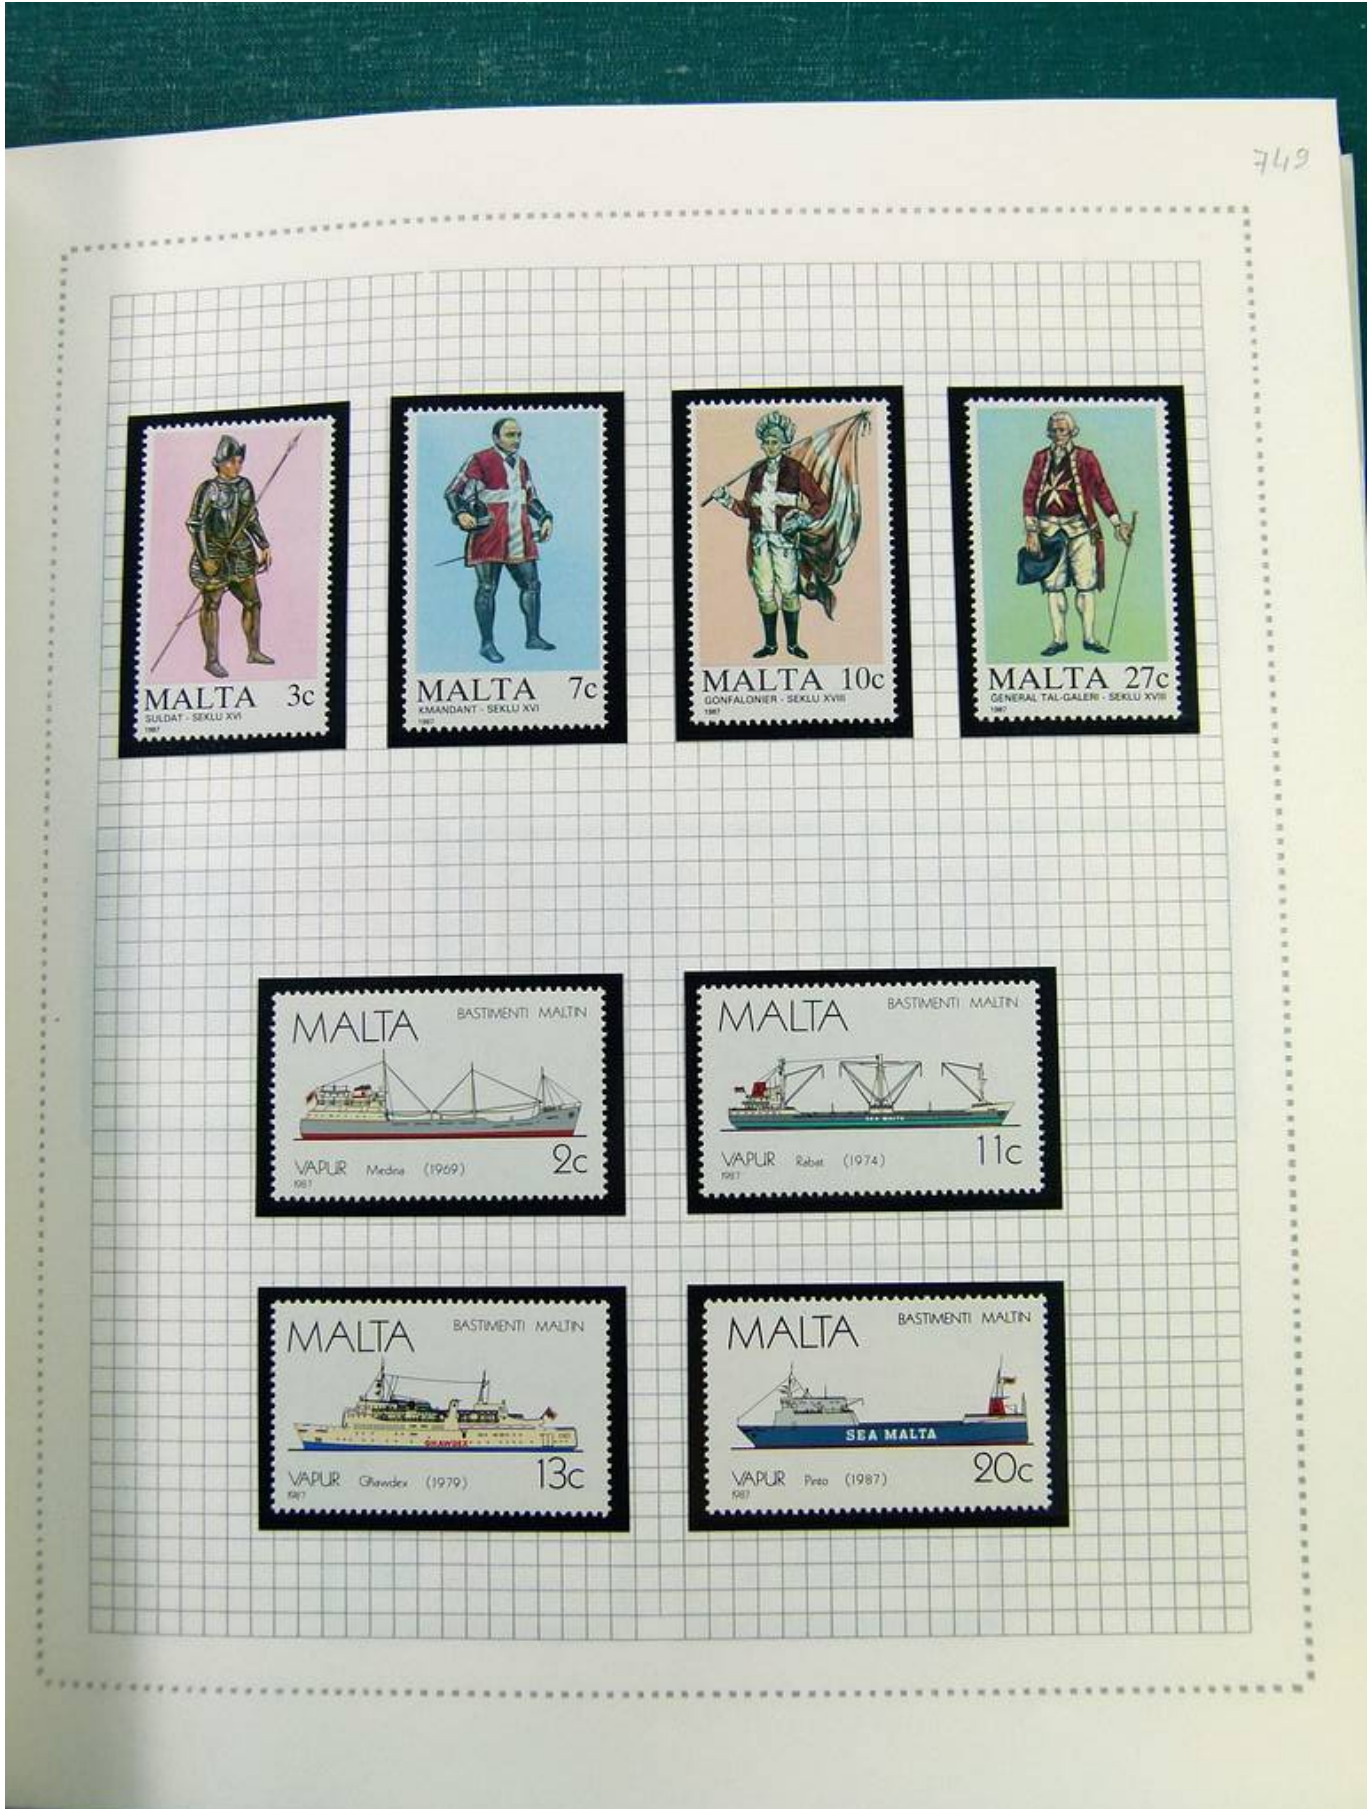 749
MALTA 3c
SULDAT - SEKLU XVI
1987
MALTA 7c
KMANDANT - SEKLU XVI
1987
MALTA 10c
GONFALONIER - SEKLU XVIII
1987
MALTA 27c
ĠENERAL TAL-GALERI - SEKLU XVIII
1987
MALTA BASTIMENTI MALTIN
VAPUR Medina (1969) 2c
1987
MALTA BASTIMENTI MALTIN
SEA MALTA
VAPUR Rabat (1974) 11c
1987
MALTA BASTIMENTI MALTIN
GĦAWDEX
VAPUR Għawdex (1979) 13c
1987
MALTA BASTIMENTI MALTIN
SEA MALTA
VAPUR Pinto (1987) 20c
1987